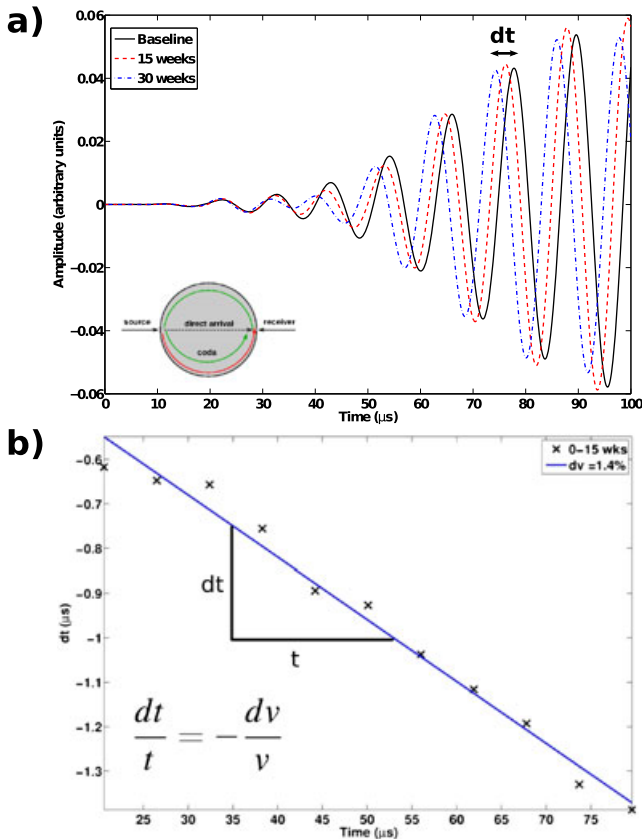 a)
0.06
0.04
0.02
0
−0.02
−0.04
−0.06
Amplitude (arbitrary units)
Baseline
15 weeks
30 weeks
dt
source
direct arrival
receiver
coda
0 10 20 30 40 50 60 70 80 90 100
Time (μs)
b)
−0.6
−0.7
−0.8
−0.9
−1
−1.1
−1.2
−1.3
dt (μs)
0−15 wks
dv =1.4%
dt
t
dt/t = − dv/v
25 30 35 40 45 50 55 60 65 70 75
Time (μs)